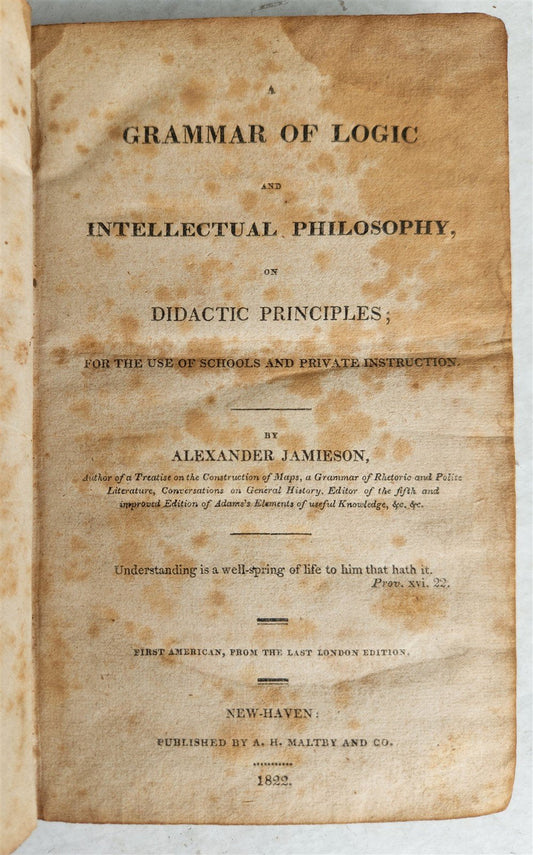 A
GRAMMAR OF LOGIC
AND
INTELLECTUAL PHILOSOPHY,
ON
DIDACTIC PRINCIPLES;
FOR THE USE OF SCHOOLS AND PRIVATE INSTRUCTION.
BY
ALEXANDER JAMIESON,
Author of a Treatise on the Construction of Maps, a Grammar of Rhetoric and Polite
Literature, Conversations on General History, Editor of the fifth and
improved Edition of Adams's Elements of useful Knowledge, &c. &c.
Understanding is a well-spring of life to him that hath it.
Prov. xvi. 22.
FIRST AMERICAN, FROM THE LAST LONDON EDITION.
NEW-HAVEN:
PUBLISHED BY A. H. MALTBY AND CO.
1822.